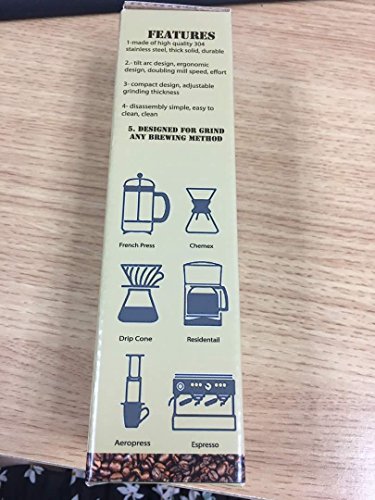 FEATURES
1-made of high quality 304
stainless steel, thick solid, durable
2.- tilt arc design, ergonomic
design, doubling mill speed, effort
3- compact design, adjustable
grinding thickness
4- disassembly simple, easy to
clean, clean
5. DESIGNED FOR GRIND
ANY BREWING METHOD
French Press
Chemex
Drip Cone
Residentail
Aeropress
Espresso